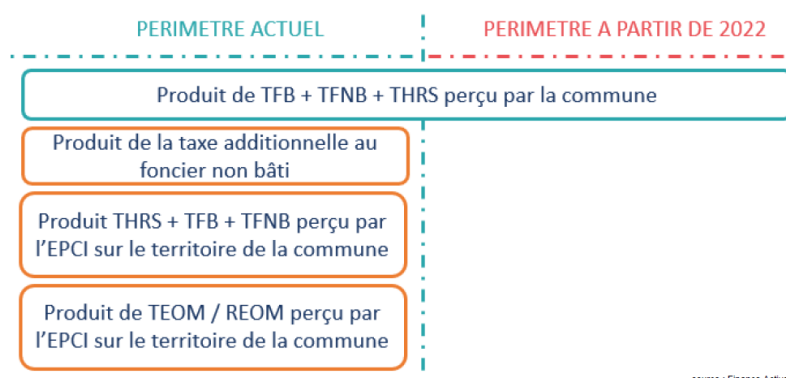 PERIMETRE ACTUEL
PERIMETRE A PARTIR DE 2022
Produit de TFB + TFNB + THRS perçu par la commune
Produit de la taxe additionnelle au
foncier non bâti
Produit THRS + TFB + TFNB perçu par
l’EPCI sur le territoire de la commune
Produit de TEOM / REOM perçu par
l’EPCI sur le territoire de la commune